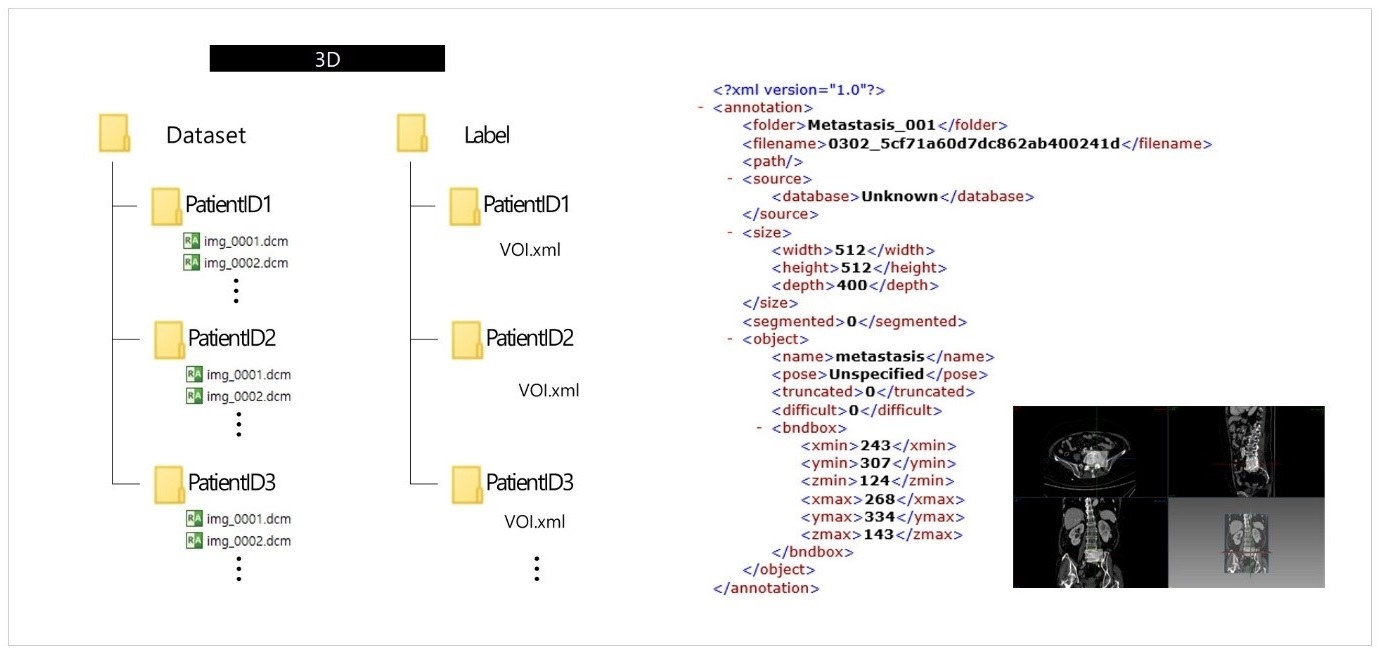 3D
Dataset
PatientID1
img_0001.dcm
img_0002.dcm
PatientID2
img_0001.dcm
img_0002.dcm
PatientID3
img_0001.dcm
img_0002.dcm
Label
PatientID1
VOI.xml
PatientID2
VOI.xml
PatientID3
VOI.xml
<?xml version="1.0"?>
- <annotation>
<folder>Metastasis_001</folder>
<filename>0302_5cf71a60d7dc862ab400241d</filename>
<path/>
- <source>
<database>Unknown</database>
</source>
- <size>
<width>512</width>
<height>512</height>
<depth>400</depth>
</size>
<segmented>0</segmented>
- <object>
<name>metastasis</name>
<pose>Unspecified</pose>
<truncated>0</truncated>
<difficult>0</difficult>
- <bndbox>
<xmin>243</xmin>
<ymin>307</ymin>
<zmin>124</zmin>
<xmax>268</xmax>
<ymax>334</ymax>
<zmax>143</zmax>
</bndbox>
</object>
</annotation>